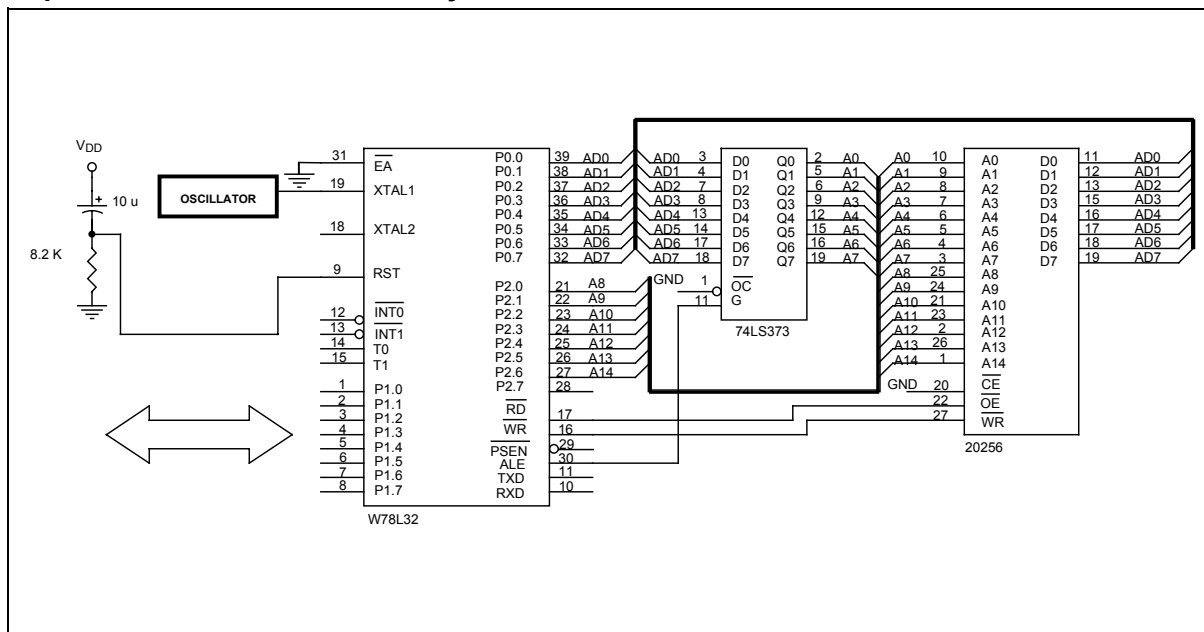 VDD
+
10 u
8.2 K
OSCILLATOR
31 EA
19 XTAL1
18 XTAL2
9 RST
12 INT0
13 INT1
14 T0
15 T1
1 P1.0
2 P1.1
3 P1.2
4 P1.3
5 P1.4
6 P1.5
7 P1.6
8 P1.7
P0.0 39 AD0
P0.1 38 AD1
P0.2 37 AD2
P0.3 36 AD3
P0.4 35 AD4
P0.5 34 AD5
P0.6 33 AD6
P0.7 32 AD7
P2.0 21 A8
P2.1 22 A9
P2.2 23 A10
P2.3 24 A11
P2.4 25 A12
P2.5 26 A13
P2.6 27 A14
P2.7 28
RD 17
WR 16
PSEN 29
ALE 30
TXD 11
RXD 10
W78L32
AD0 3 D0 Q0 2 A0
AD1 4 D1 Q1 5 A1
AD2 7 D2 Q2 6 A2
AD3 8 D3 Q3 9 A3
AD4 13 D4 Q4 12 A4
AD5 14 D5 Q5 15 A5
AD6 17 D6 Q6 16 A6
AD7 18 D7 Q7 19 A7
GND 1 OC
11 G
74LS373
A0 10 A0 D0 11 AD0
A1 9 A1 D1 12 AD1
A2 8 A2 D2 13 AD2
A3 7 A3 D3 15 AD3
A4 6 A4 D4 16 AD4
A5 5 A5 D5 17 AD5
A6 4 A6 D6 18 AD6
A7 3 A7 D7 19 AD7
A8 25 A8
A9 24 A9
A10 21 A10
A11 23 A11
A12 2 A12
A13 26 A13
A14 1 A14
GND 20 CE
22 OE
27 WR
20256